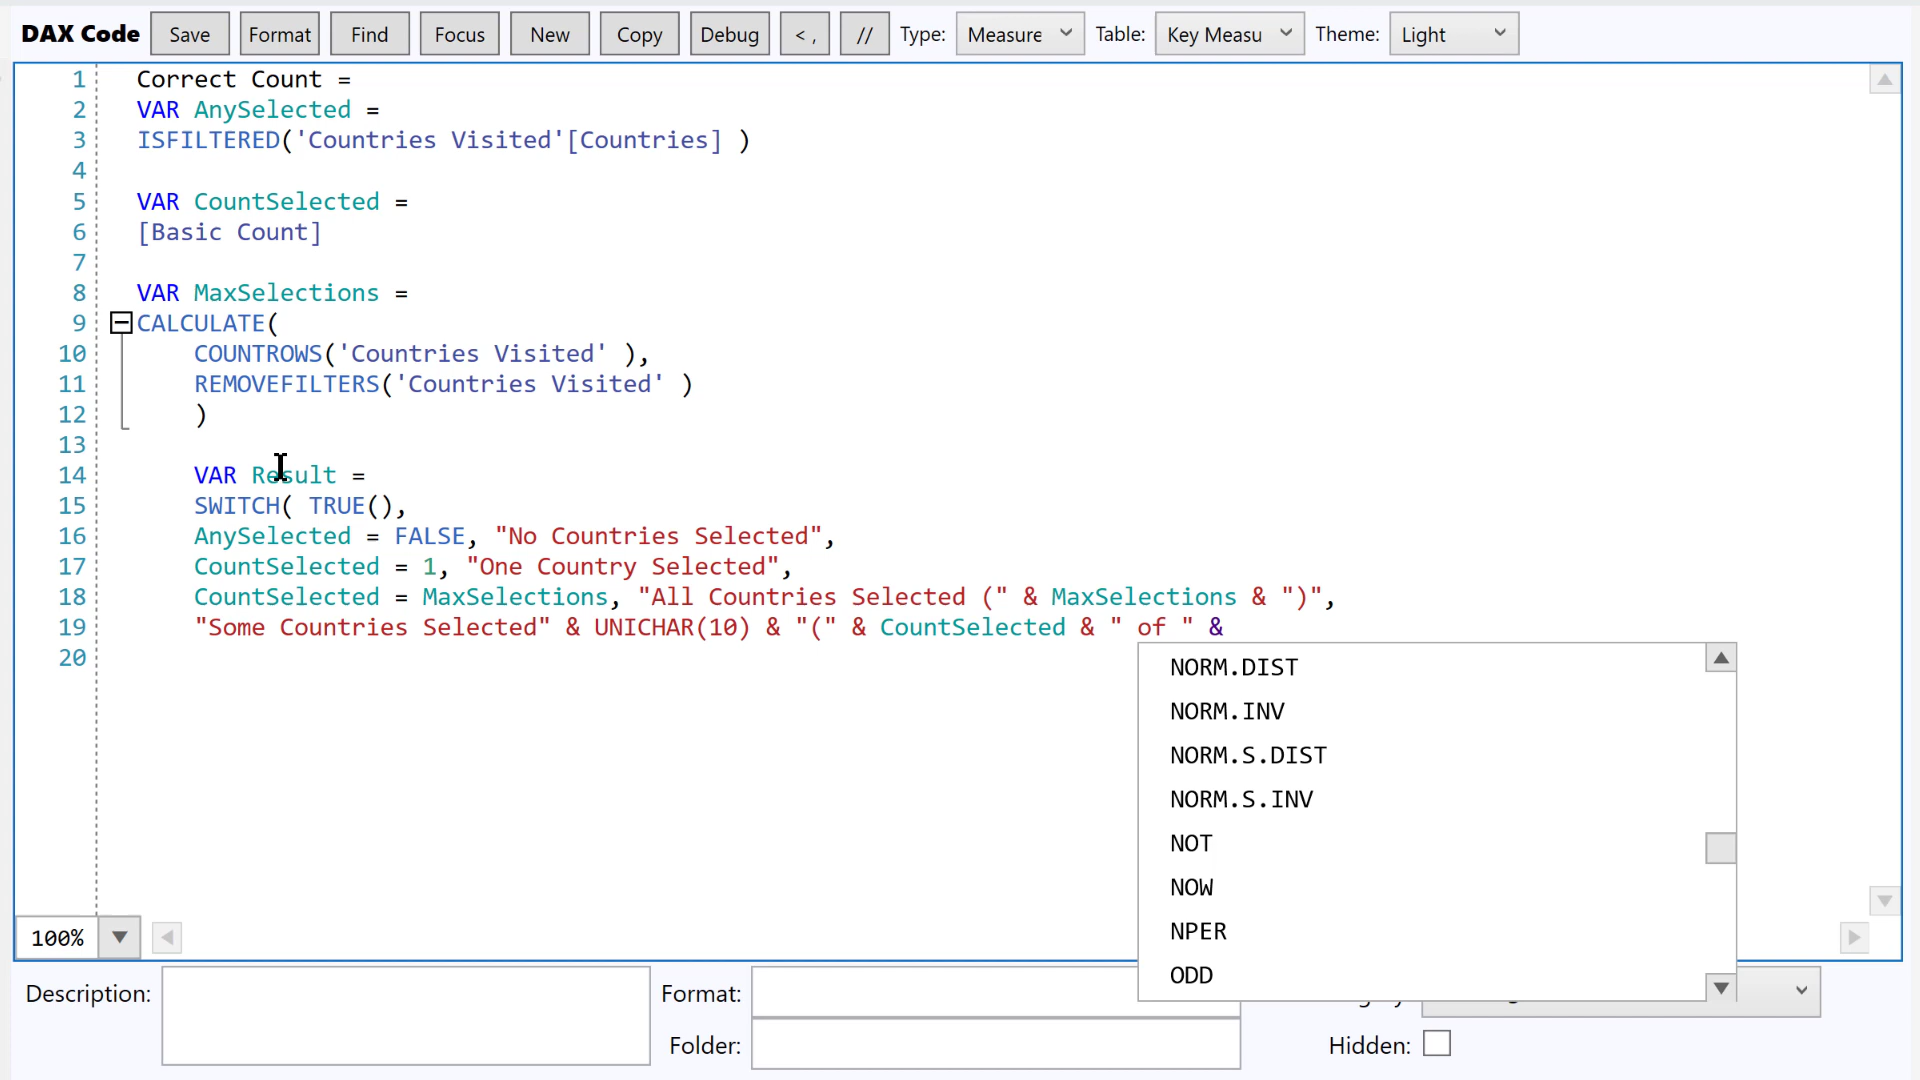 DAX Code Save Format Find Focus New Copy Debug < , // Type: Measure Table: Key Measu Theme: Light
1 Correct Count =
2 VAR AnySelected =
3 ISFILTERED('Countries Visited'[Countries] )
4
5 VAR CountSelected =
6 [Basic Count]
7
8 VAR MaxSelections =
9 CALCULATE(
10 COUNTROWS('Countries Visited' ),
11 REMOVEFILTERS('Countries Visited' )
12 )
13
14 VAR Result =
15 SWITCH( TRUE(),
16 AnySelected = FALSE, "No Countries Selected",
17 CountSelected = 1, "One Country Selected",
18 CountSelected = MaxSelections, "All Countries Selected (" & MaxSelections & ")",
19 "Some Countries Selected" & UNICHAR(10) & "(" & CountSelected & " of " &
20
NORM.DIST
NORM.INV
NORM.S.DIST
NORM.S.INV
NOT
NOW
NPER
ODD
100%
Description: Format:
Folder: Hidden: